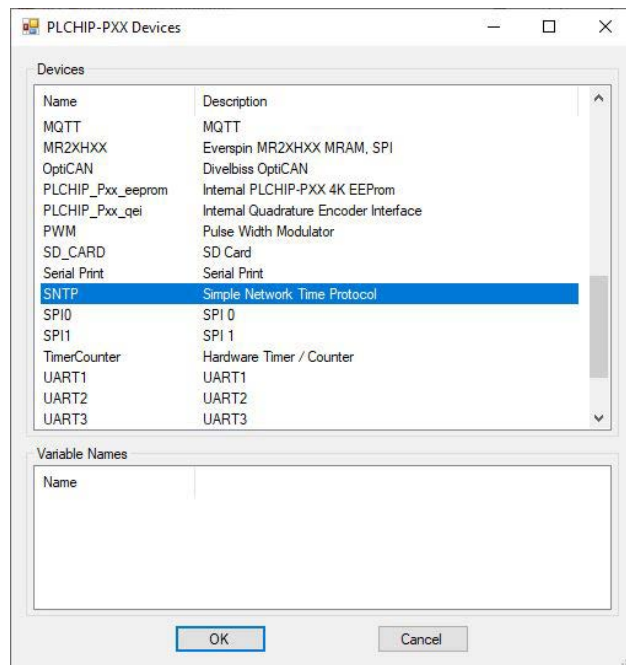 PLCHIP-PXX Devices
Devices
Name Description
MQTT MQTT
MR2XHXX Everspin MR2XHXX MRAM, SPI
OptiCAN Divelbiss OptiCAN
PLCHIP_Pxx_eeprom Internal PLCHIP-PXX 4K EEProm
PLCHIP_Pxx_qei Internal Quadrature Encoder Interface
PWM Pulse Width Modulator
SD_CARD SD Card
Serial Print Serial Print
SNTP Simple Network Time Protocol
SPI0 SPI 0
SPI1 SPI 1
TimerCounter Hardware Timer / Counter
UART1 UART1
UART2 UART2
UART3 UART3
Variable Names
Name
OK Cancel